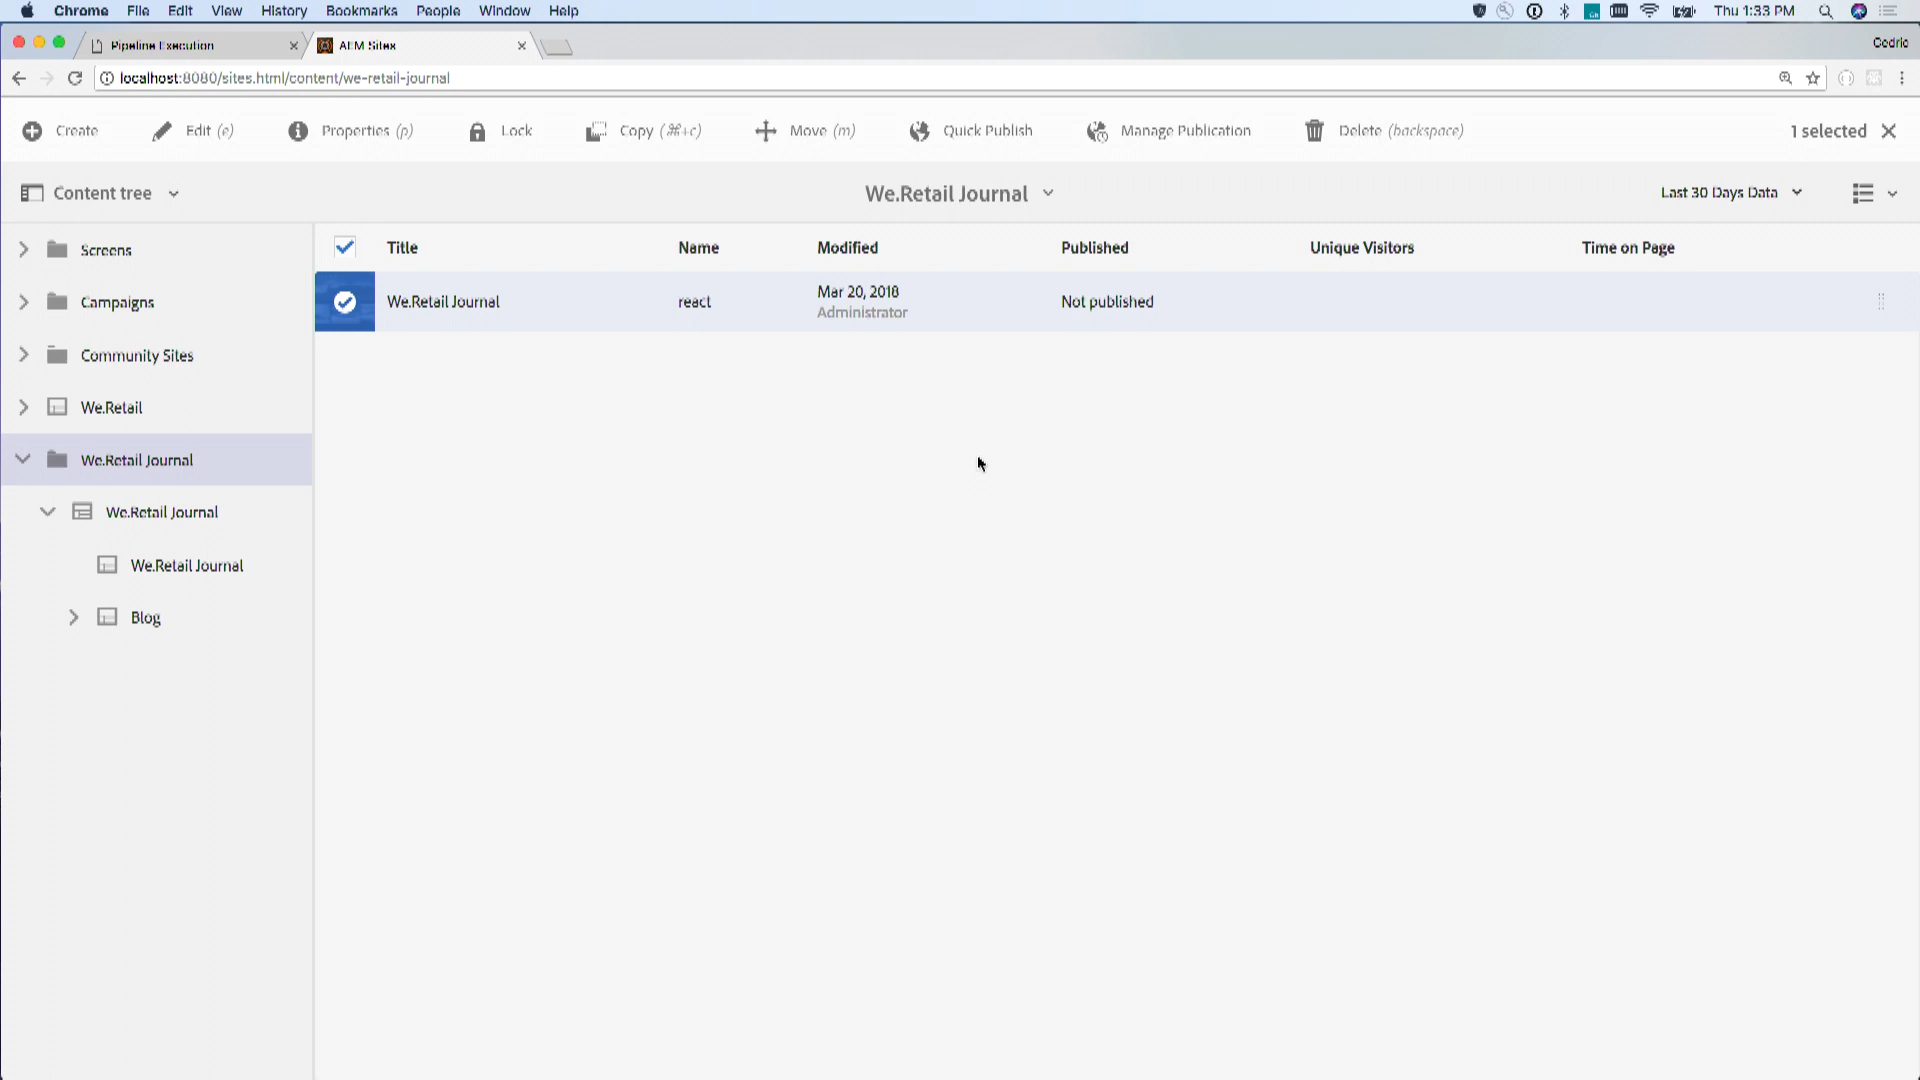 Chrome File Edit View History Bookmarks People Window Help Thu 1:33 PM
Pipeline Execution AEM Sites Cedric
localhost:8080/sites.html/content/we-retail-journal
Create Edit (e) Properties (p) Lock Copy (⌘+c) Move (m) Quick Publish Manage Publication Delete (backspace) 1 selected
Content tree We.Retail Journal Last 30 Days Data
Screens
Campaigns
Community Sites
We.Retail
We.Retail Journal
We.Retail Journal
We.Retail Journal
Blog
Title Name Modified Published Unique Visitors Time on Page
We.Retail Journal react Mar 20, 2018 Not published
Administrator